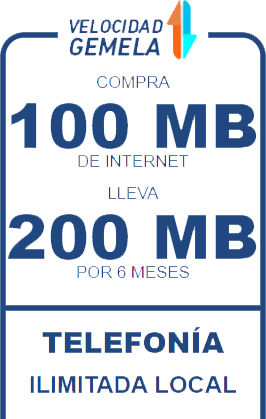 VELOCIDAD
GEMELA
COMPRA
100 MB
DE INTERNET
LLEVA
200 MB
POR 6 MESES
TELEFONÍA
ILIMITADA LOCAL